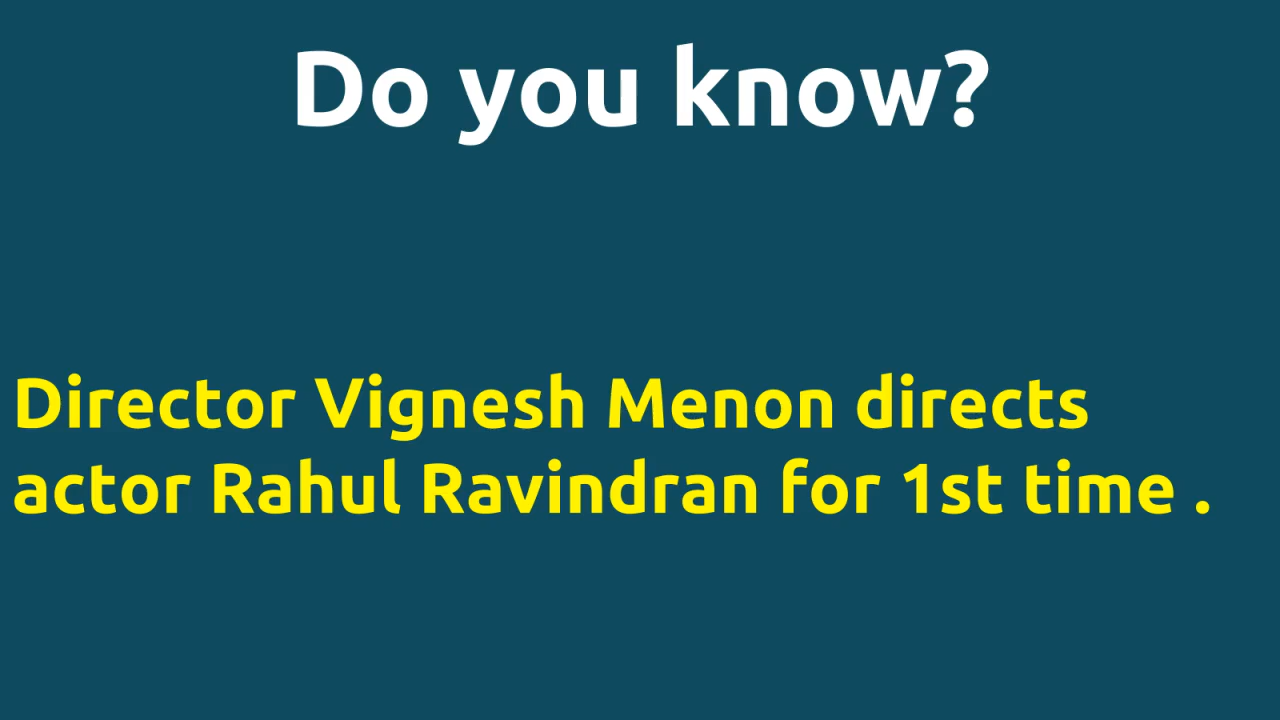 Do you know?
Director Vignesh Menon directs
actor Rahul Ravindran for 1st time .